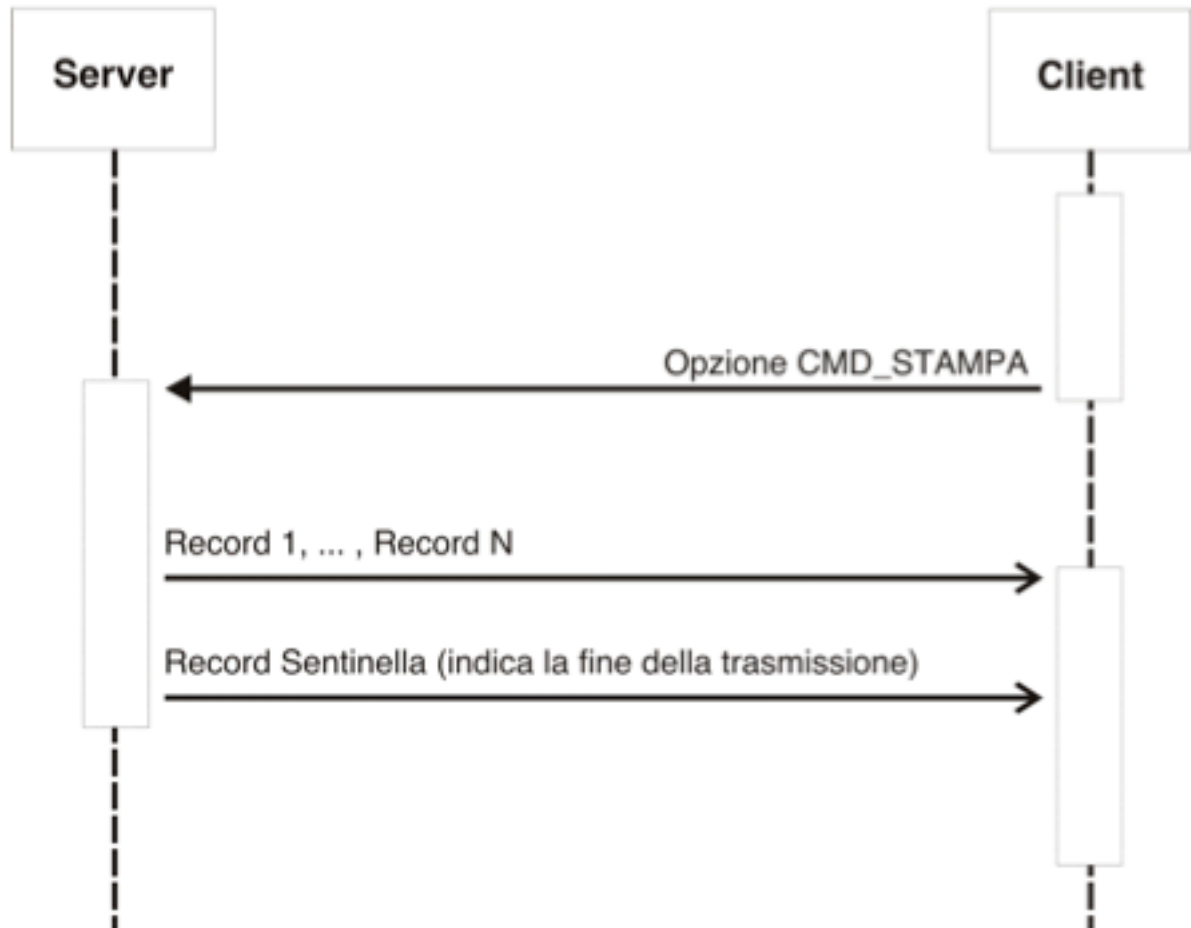 Server
Client
Opzione CMD_STAMPA
Record 1, ... , Record N
Record Sentinella (indica la fine della trasmissione)